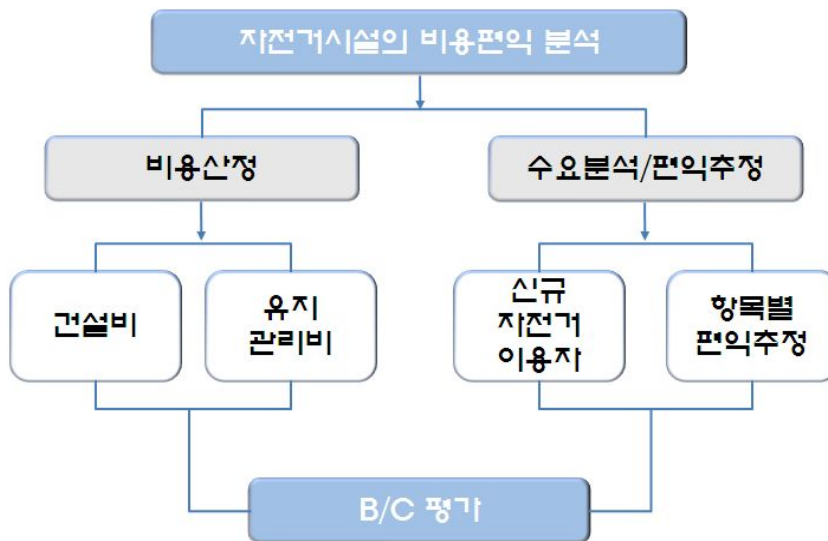 자전거시설의 비용편익 분석
비용산정
수요분석/편익추정
건설비
유지
관리비
신규
자전거
이용자
항목별
편익추정
B/C 평가